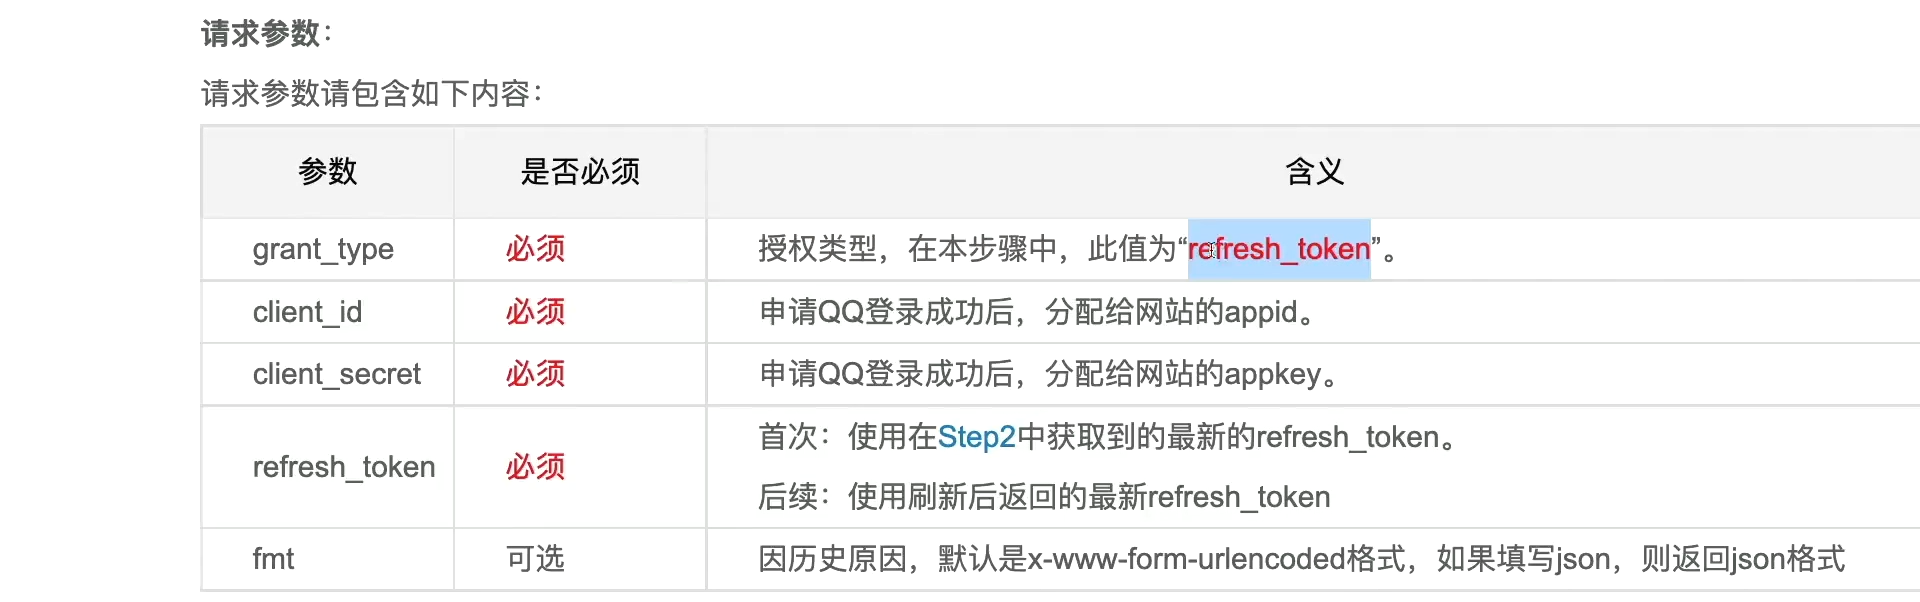 请求参数：
请求参数请包含如下内容：
参数 是否必须 含义
grant_type 必须 授权类型，在本步骤中，此值为“refresh_token”。
client_id 必须 申请QQ登录成功后，分配给网站的appid。
client_secret 必须 申请QQ登录成功后，分配给网站的appkey。
首次：使用在Step2中获取到的最新的refresh_token。
refresh_token 必须
后续：使用刷新后返回的最新refresh_token
fmt 可选 因历史原因，默认是x-www-form-urlencoded格式，如果填写json，则返回json格式